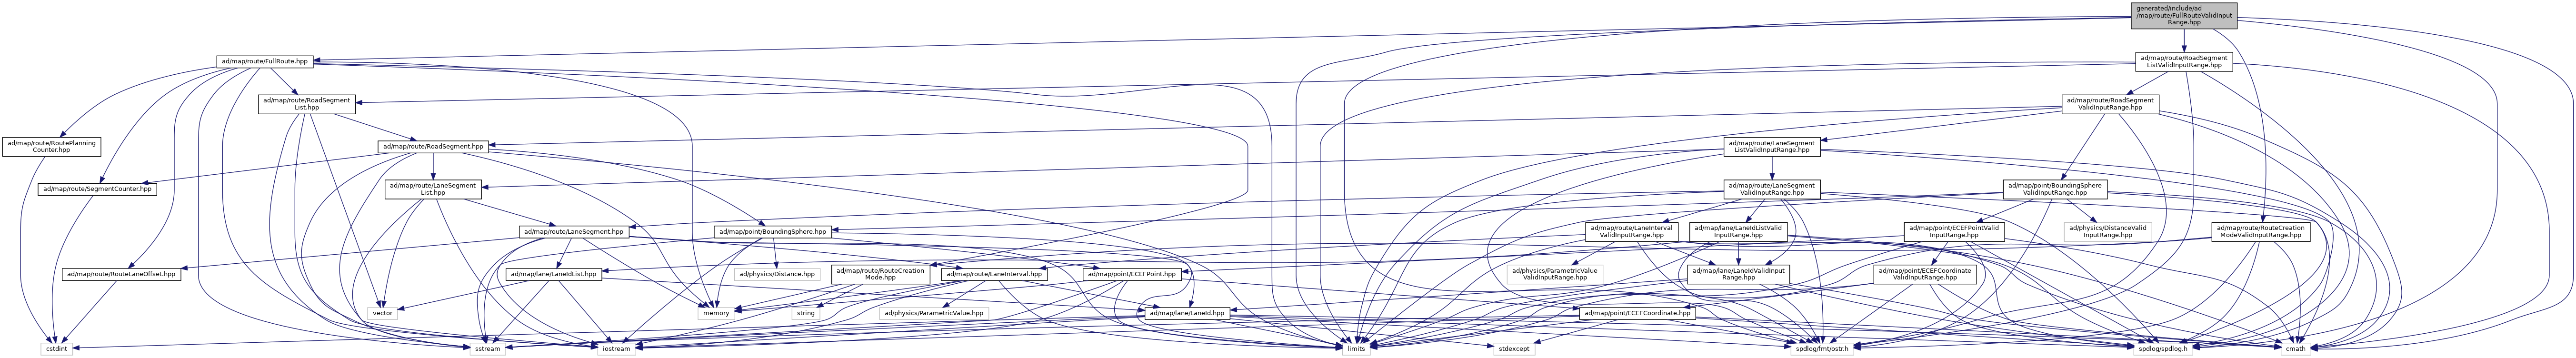 generated/include/ad
/map/route/FullRouteValidInput
Range.hpp
ad/map/route/FullRoute.hpp
ad/map/route/RoadSegment
ListValidInputRange.hpp
ad/map/route/RoadSegment
List.hpp
ad/map/route/RoadSegment
ValidInputRange.hpp
ad/map/route/RoutePlanning
Counter.hpp
ad/map/route/RoadSegment.hpp
ad/map/route/LaneSegment
ListValidInputRange.hpp
ad/map/route/SegmentCounter.hpp
ad/map/route/LaneSegment
List.hpp
ad/map/route/LaneSegment
ValidInputRange.hpp
ad/map/point/BoundingSphere
ValidInputRange.hpp
ad/map/route/LaneSegment.hpp
ad/map/point/BoundingSphere.hpp
ad/map/route/LaneInterval
ValidInputRange.hpp
ad/map/lane/LaneIdListValid
InputRange.hpp
ad/map/point/ECEFPointValid
InputRange.hpp
ad/physics/DistanceValid
InputRange.hpp
ad/map/route/RouteCreation
ModeValidInputRange.hpp
ad/map/route/RouteLaneOffset.hpp
ad/map/lane/LaneIdList.hpp
ad/physics/Distance.hpp
ad/map/route/RouteCreation
Mode.hpp
ad/map/route/LaneInterval.hpp
ad/map/point/ECEFPoint.hpp
ad/physics/ParametricValue
ValidInputRange.hpp
ad/map/lane/LaneIdValidInput
Range.hpp
ad/map/point/ECEFCoordinate
ValidInputRange.hpp
vector
memory
string
ad/physics/ParametricValue.hpp
ad/map/lane/LaneId.hpp
ad/map/point/ECEFCoordinate.hpp
cstdint
sstream
iostream
limits
stdexcept
spdlog/fmt/ostr.h
spdlog/spdlog.h
cmath